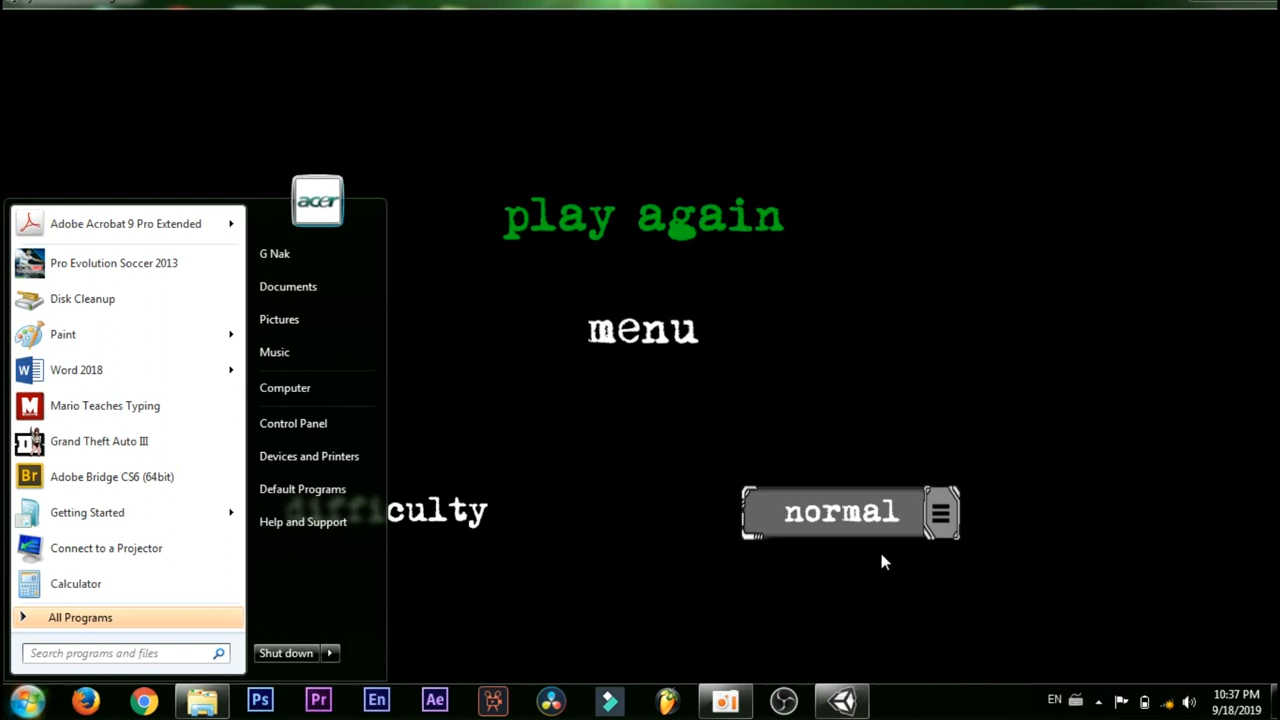 play again
menu
culty
normal
acer
Adobe Acrobat 9 Pro Extended
Pro Evolution Soccer 2013
Disk Cleanup
Paint
Word 2018
Mario Teaches Typing
Grand Theft Auto III
Adobe Bridge CS6 (64bit)
Getting Started
Connect to a Projector
Calculator
All Programs
Search programs and files
G Nak
Documents
Pictures
Music
Computer
Control Panel
Devices and Printers
Default Programs
Help and Support
Shut down
Ps
Pr
En
Ae
EN
10:37 PM
9/18/2019